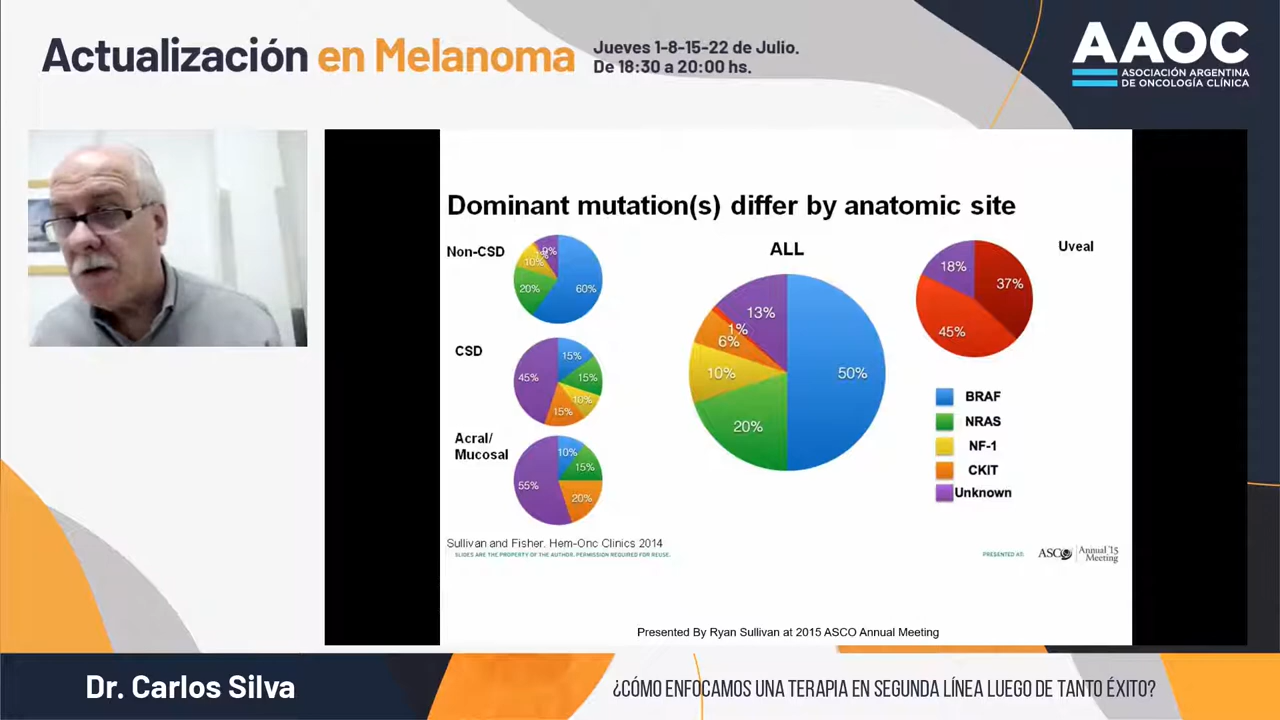 Actualización en Melanoma
Jueves 1-8-15-22 de Julio.
De 18:30 a 20:00 hs.
AAOC
ASOCIACIÓN ARGENTINA
DE ONCOLOGÍA CLÍNICA
Dominant mutation(s) differ by anatomic site
Non-CSD
9%
10%
20%
60%
ALL
13%
1%
6%
10%
50%
20%
Uveal
18%
37%
45%
CSD
15%
45%
15%
10%
15%
Acral/
Mucosal
10%
15%
55%
20%
BRAF
NRAS
NF-1
CKIT
Unknown
Sullivan and Fisher. Hem-Onc Clinics 2014
SLIDES ARE THE PROPERTY OF THE AUTHOR. PERMISSION REQUIRED FOR REUSE.
PRESENTED AT:
ASCO
Annual '15
Meeting
Presented By Ryan Sullivan at 2015 ASCO Annual Meeting
Dr. Carlos Silva
¿CÓMO ENFOCAMOS UNA TERAPIA EN SEGUNDA LÍNEA LUEGO DE TANTO ÉXITO?